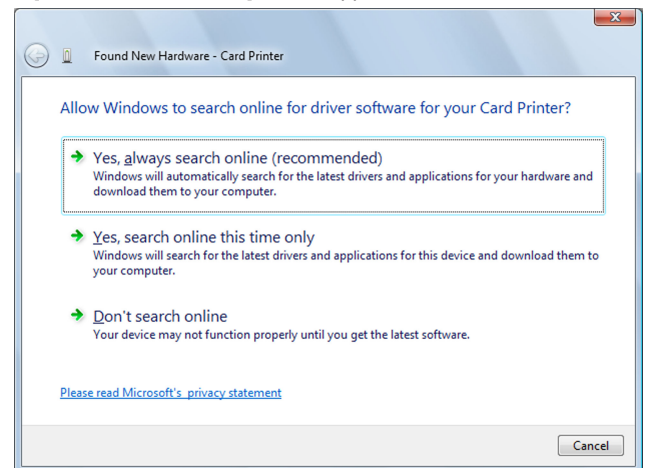 Found New Hardware - Card Printer
Allow Windows to search online for driver software for your Card Printer?
Yes, always search online (recommended)
Windows will automatically search for the latest drivers and applications for your hardware and
download them to your computer.
Yes, search online this time only
Windows will search for the latest drivers and applications for this device and download them to
your computer.
Don't search online
Your device may not function properly until you get the latest software.
Please read Microsoft's privacy statement
Cancel